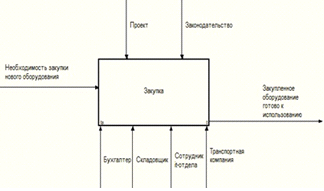 Проект
Законодательство
Необходимость закупки
нового оборудования
Закупка
Закупленное
оборудование
готово к
использованию
Бухгалтер
Складовщик
Сотрудник
it-отдела
Транспортная
компания